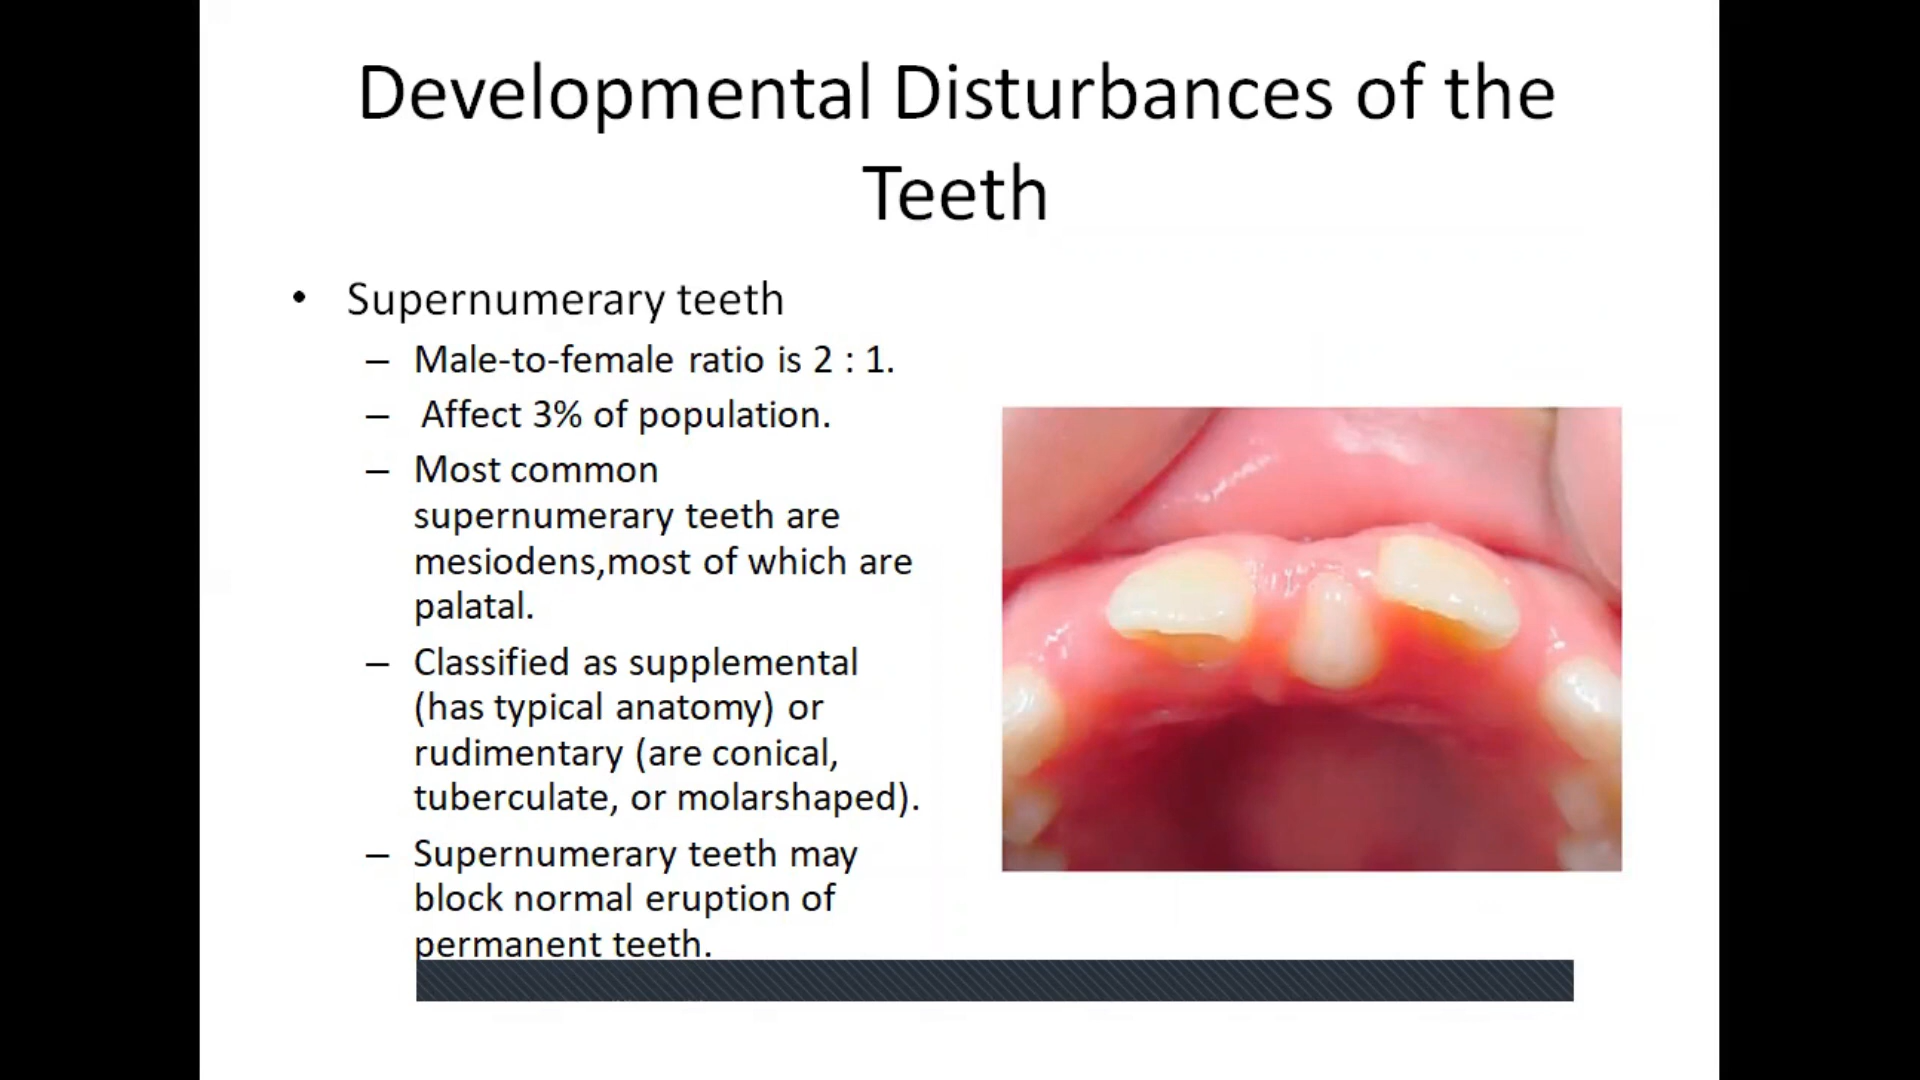 Developmental Disturbances of the
Teeth
• Supernumerary teeth
– Male-to-female ratio is 2 : 1.
– Affect 3% of population.
– Most common
supernumerary teeth are
mesiodens,most of which are
palatal.
– Classified as supplemental
(has typical anatomy) or
rudimentary (are conical,
tuberculate, or molarshaped).
– Supernumerary teeth may
block normal eruption of
permanent teeth.